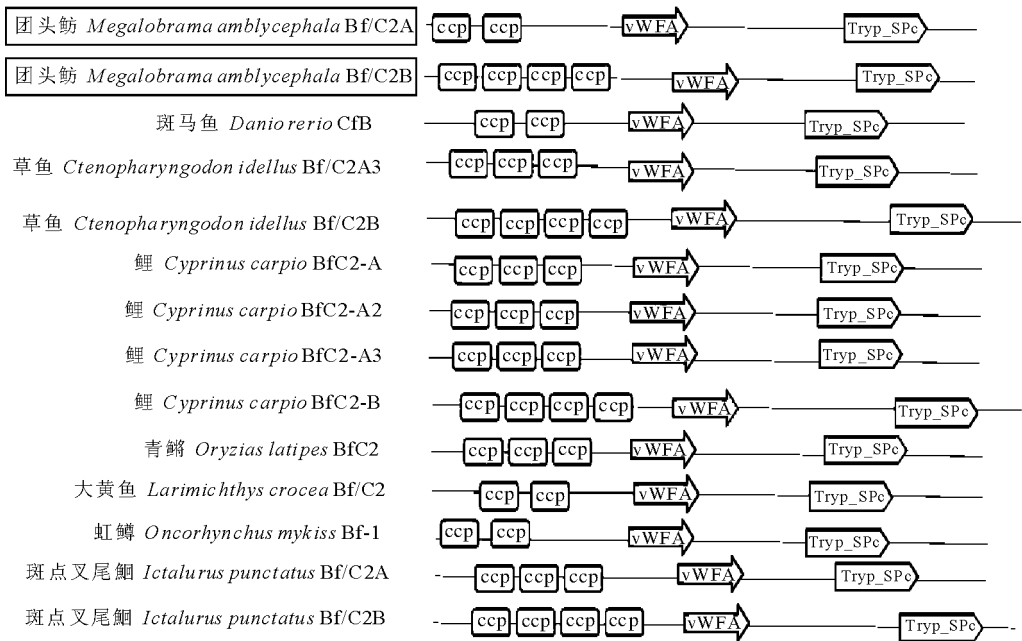 团头鲂 Megalobrama amblycephala Bf/C2A ccp ccp vWFA Tryp_SPc
团头鲂 Megalobrama amblycephala Bf/C2B ccp ccp ccp ccp vWFA Tryp_SPc
斑马鱼 Danio rerio CfB ccp ccp vWFA Tryp_SPc
草鱼 Ctenopharyngodon idellus Bf/C2A3 ccp ccp ccp vWFA Tryp_SPc
草鱼 Ctenopharyngodon idellus Bf/C2B ccp ccp ccp ccp vWFA Tryp_SPc
鲤 Cyprinus carpio BfC2-A ccp ccp ccp vWFA Tryp_SPc
鲤 Cyprinus carpio BfC2-A2 ccp ccp ccp vWFA Tryp_SPc
鲤 Cyprinus carpio BfC2-A3 ccp ccp ccp vWFA Tryp_SPc
鲤 Cyprinus carpio BfC2-B ccp ccp ccp ccp vWFA Tryp_SPc
青鳉 Oryzias latipes BfC2 ccp ccp ccp vWFA Tryp_SPc
大黄鱼 Larimichthys crocea Bf/C2 ccp ccp vWFA Tryp_SPc
虹鳟 Oncorhynchus mykiss Bf-1 ccp ccp vWFA Tryp_SPc
斑点叉尾鮰 Ictalurus punctatus Bf/C2A ccp ccp ccp vWFA Tryp_SPc
斑点叉尾鮰 Ictalurus punctatus Bf/C2B ccp ccp ccp ccp vWFA Tryp_SPc